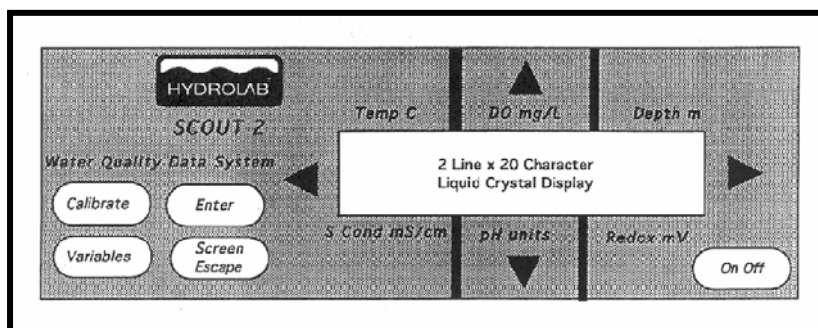 HYDROLAB
SCOUT 2
Water Quality Data System
Calibrate
Enter
Variables
Screen
Escape
Temp C
DO mg/L
Depth m
2 Line x 20 Character
Liquid Crystal Display
S Cond mS/cm
pH units
Redox mV
On Off